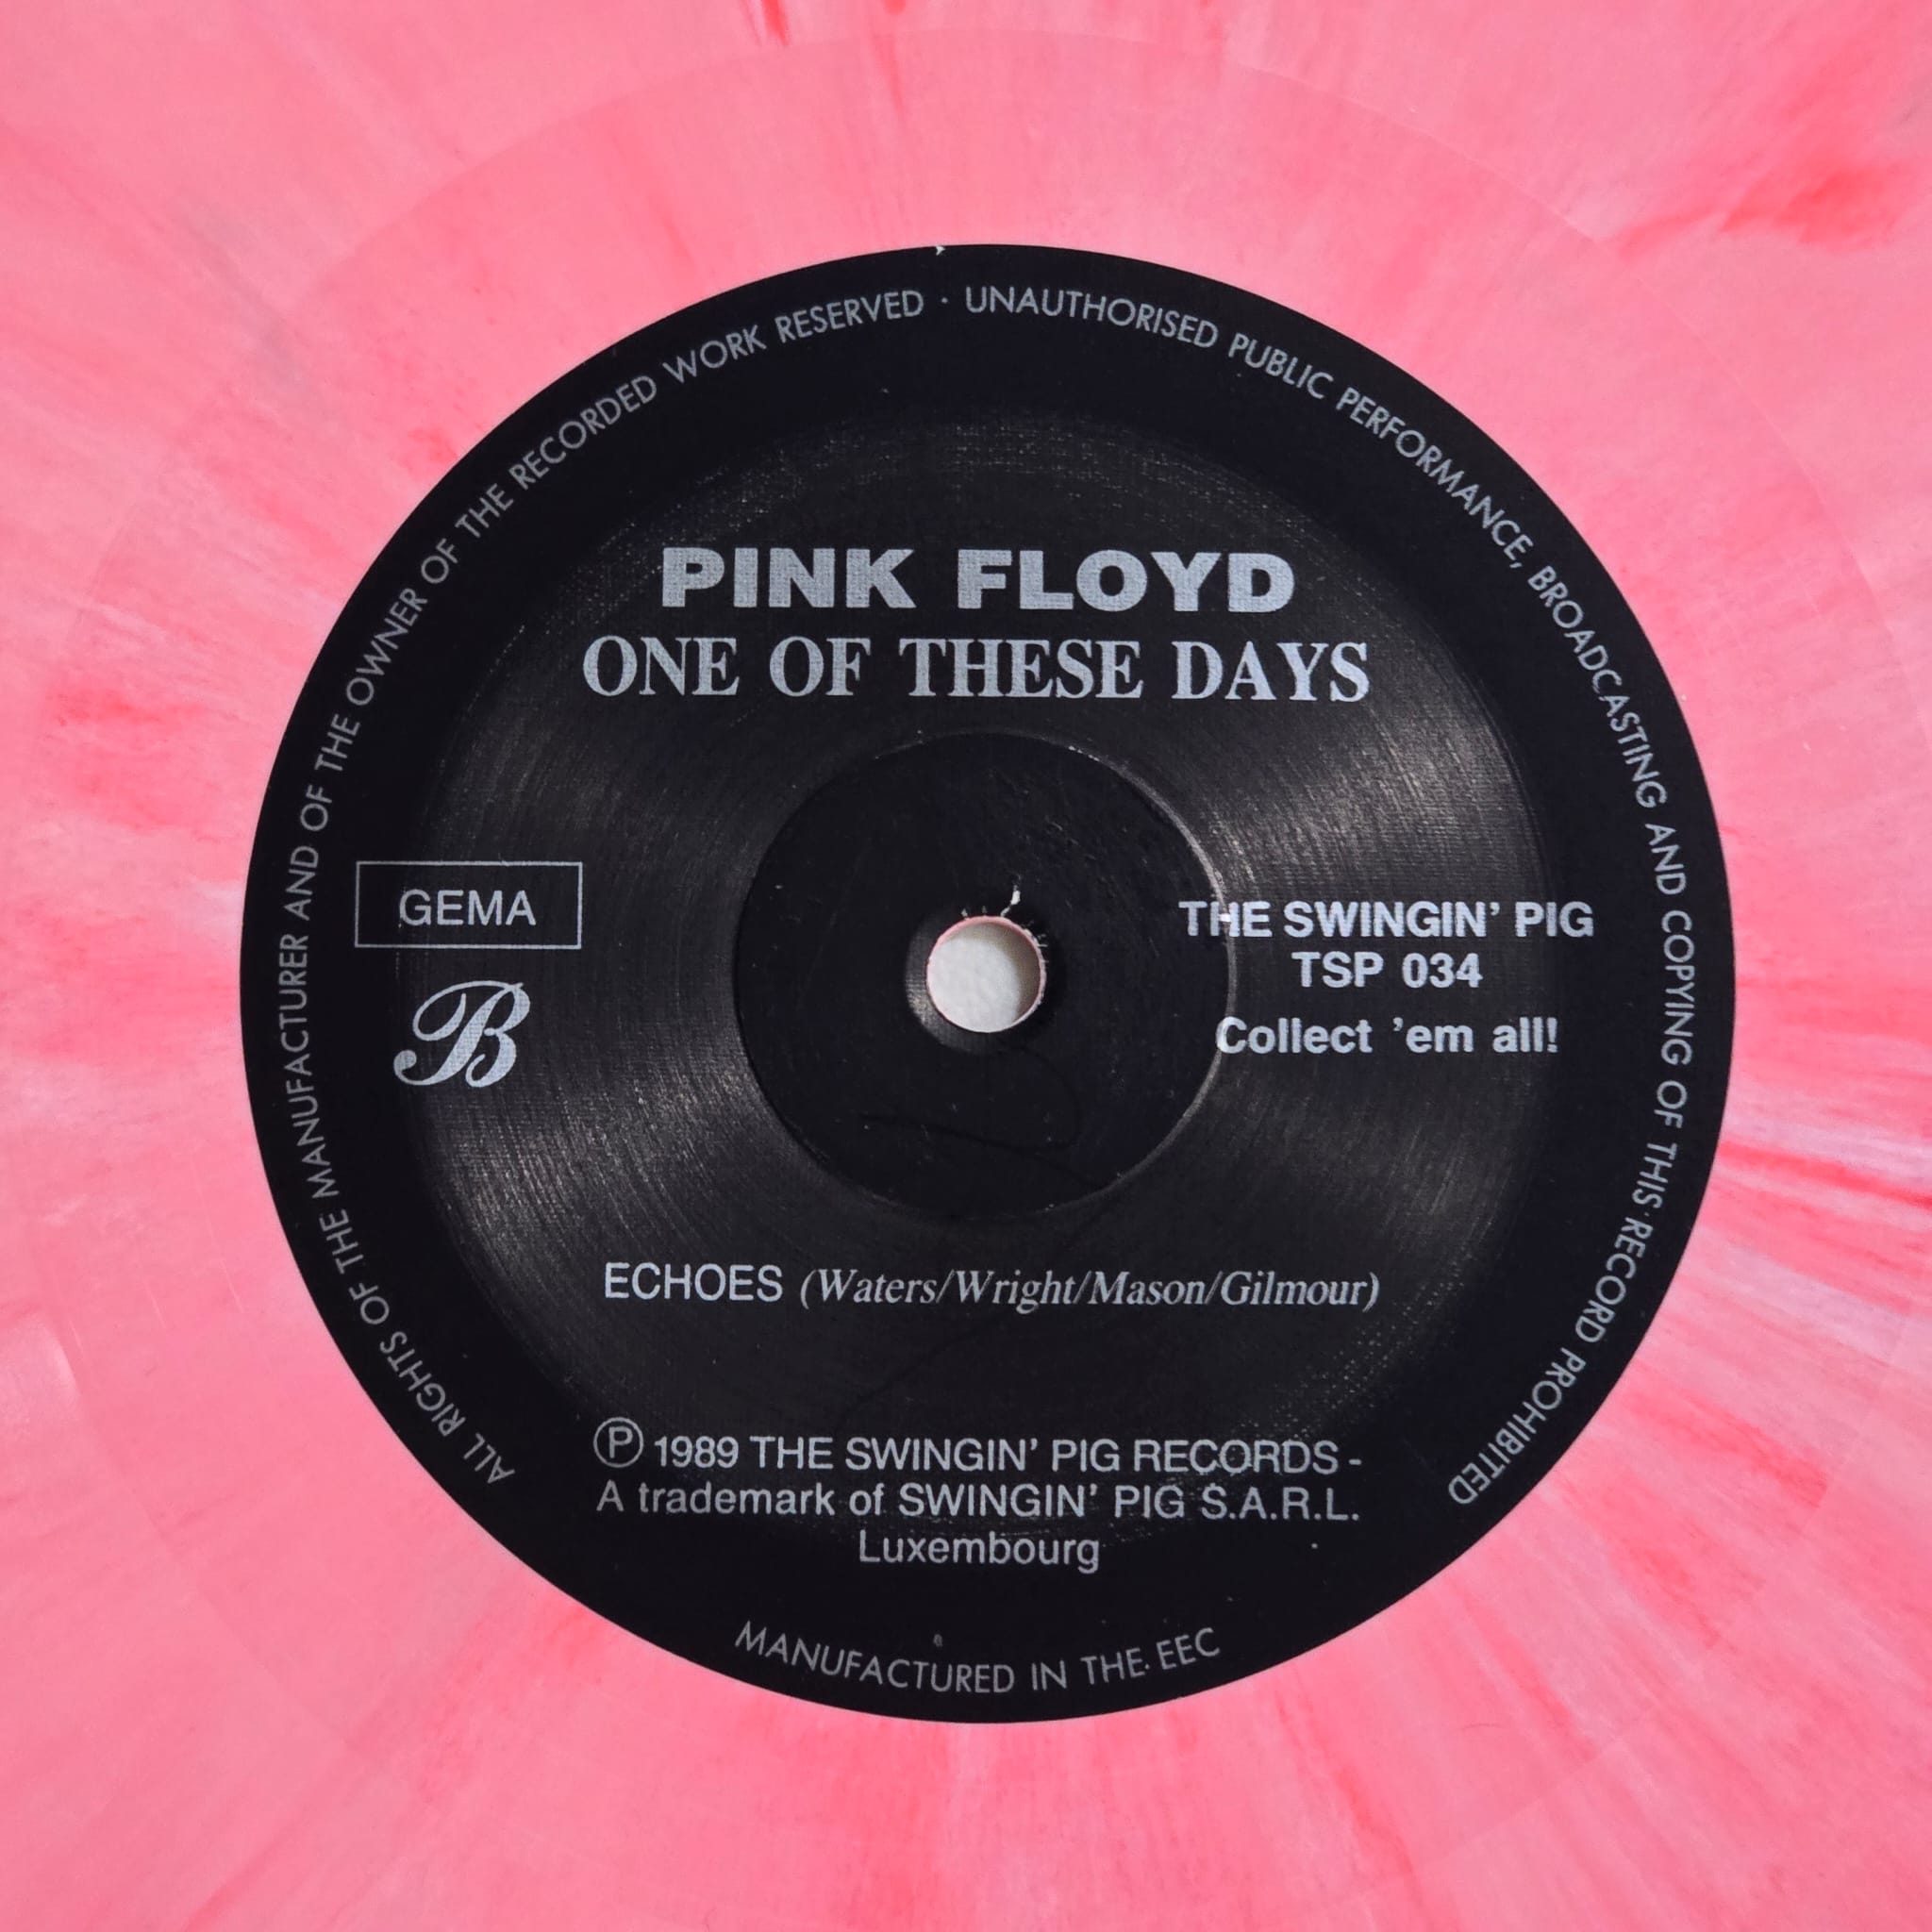 ALL RIGHTS OF THE MANUFACTURER AND OF THE OWNER OF THE RECORDED WORK RESERVED · UNAUTHORISED PUBLIC PERFORMANCE, BROADCASTING AND COPYING OF THIS RECORD PROHIBITED
PINK FLOYD
ONE OF THESE DAYS
GEMA
B
THE SWINGIN' PIG
TSP 034
Collect 'em all!
ECHOES (Waters/Wright/Mason/Gilmour)
Ⓟ 1989 THE SWINGIN' PIG RECORDS -
A trademark of SWINGIN' PIG S.A.R.L.
Luxembourg
MANUFACTURED IN THE EEC